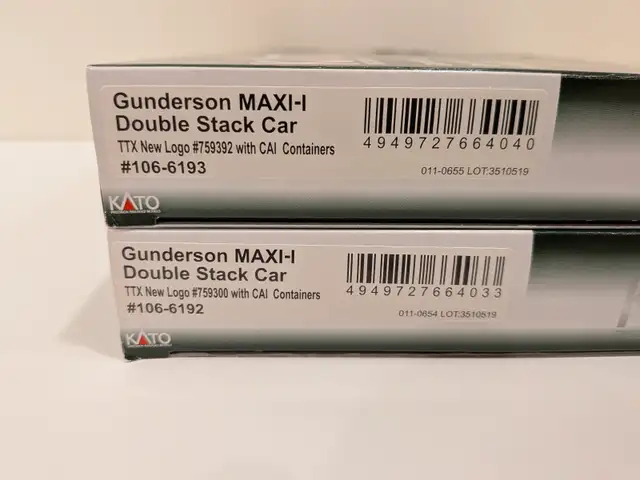 Gunderson MAXI-I
Double Stack Car
TTX New Logo #759392 with CAI Containers
#106-6193
4949727664040
011-0655 LOT:3510519
KATO
Gunderson MAXI-I
Double Stack Car
TTX New Logo #759300 with CAI Containers
#106-6192
4949727664033
011-0654 LOT:3510519
KATO